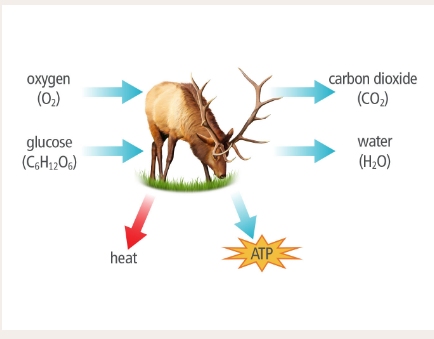 oxygen
(O₂)
carbon dioxide
(CO₂)
glucose
(C₆H₁₂O₆)
water
(H₂O)
heat
ATP